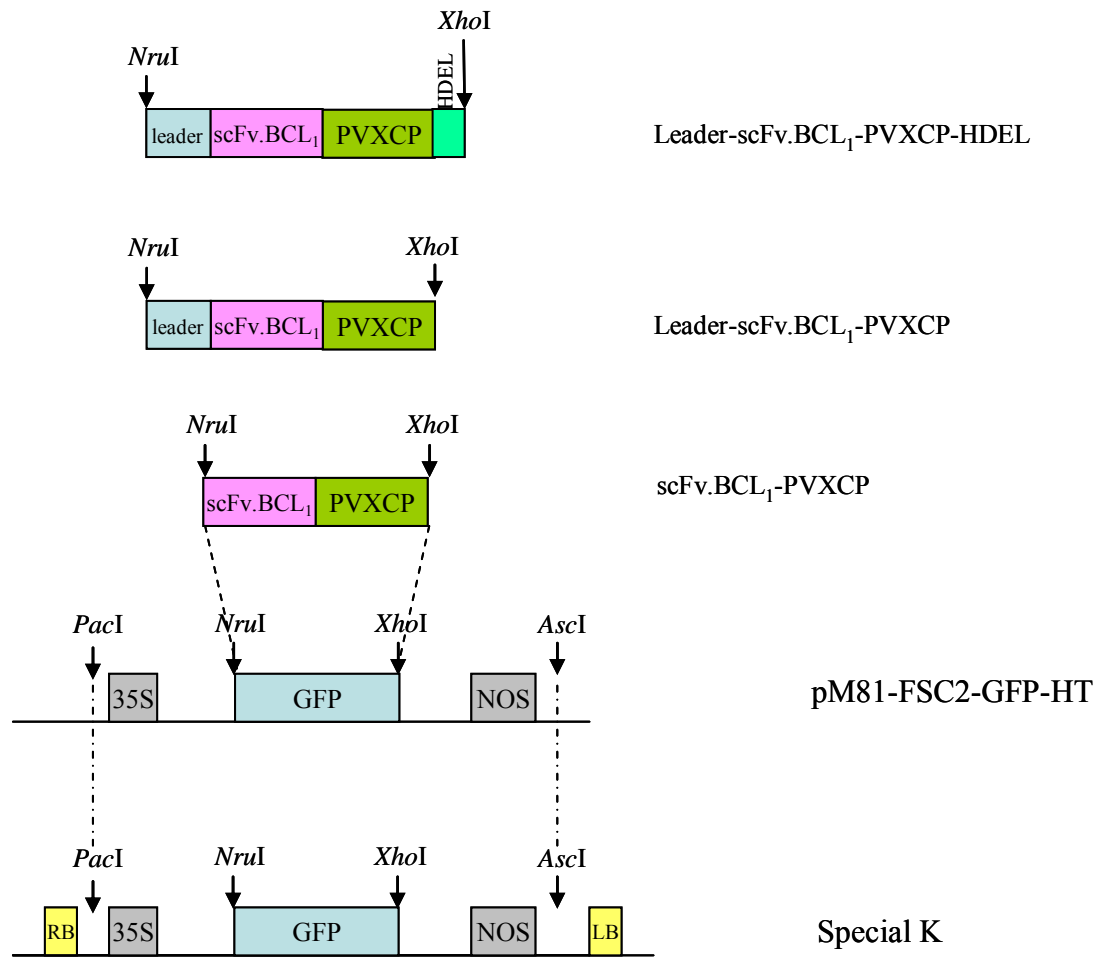 XhoI
NruI
HDEL
leader scFv.BCL₁ PVXCP
Leader-scFv.BCL₁-PVXCP-HDEL
NruI XhoI
leader scFv.BCL₁ PVXCP
Leader-scFv.BCL₁-PVXCP
NruI XhoI
scFv.BCL₁ PVXCP
scFv.BCL₁-PVXCP
PacI NruI XhoI AscI
35S GFP NOS
pM81-FSC2-GFP-HT
PacI NruI XhoI AscI
RB 35S GFP NOS LB
Special K